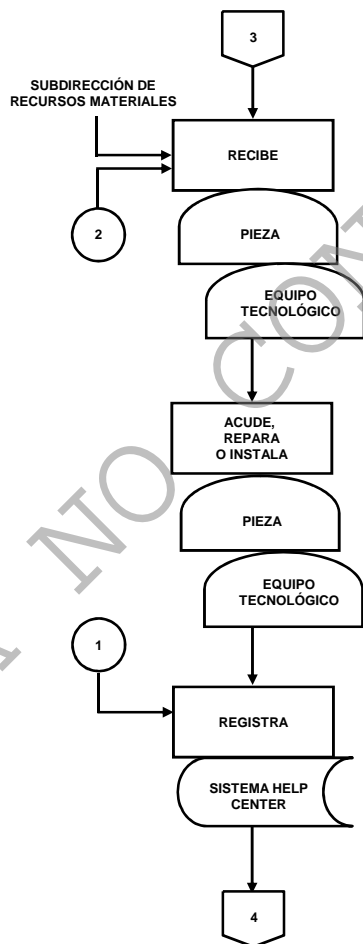 3
SUBDIRECCIÓN DE
RECURSOS MATERIALES
RECIBE
2
PIEZA
EQUIPO
TECNOLÓGICO
ACUDE,
REPARA
O INSTALA
PIEZA
EQUIPO
TECNOLÓGICO
1
REGISTRA
SISTEMA HELP
CENTER
4
NO